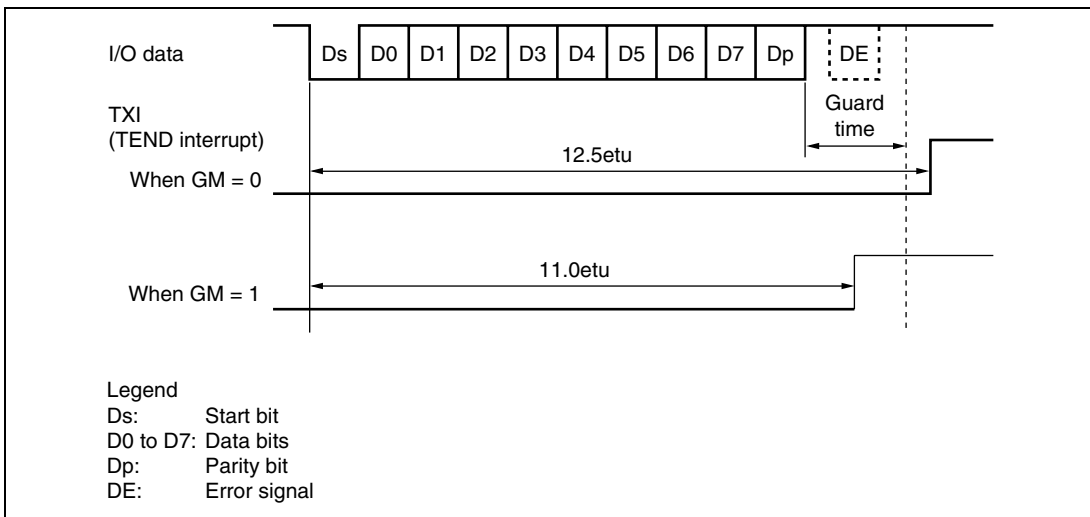 I/O data
Ds D0 D1 D2 D3 D4 D5 D6 D7 Dp DE
Guard
time
TXI
(TEND interrupt)
12.5etu
When GM = 0
11.0etu
When GM = 1
Legend
Ds: Start bit
D0 to D7: Data bits
Dp: Parity bit
DE: Error signal